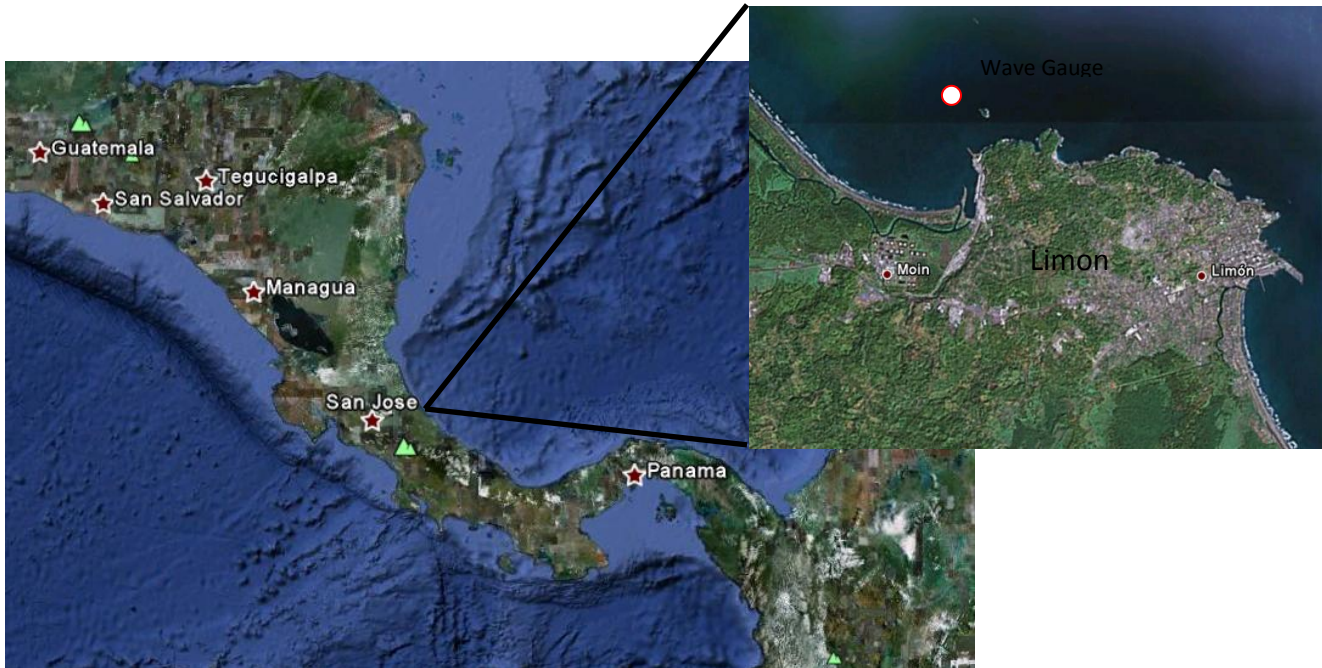 Wave Gauge
Guatemala
Tegucigalpa
San Salvador
Managua
San Jose
Panama
Moin
Limon
Limón